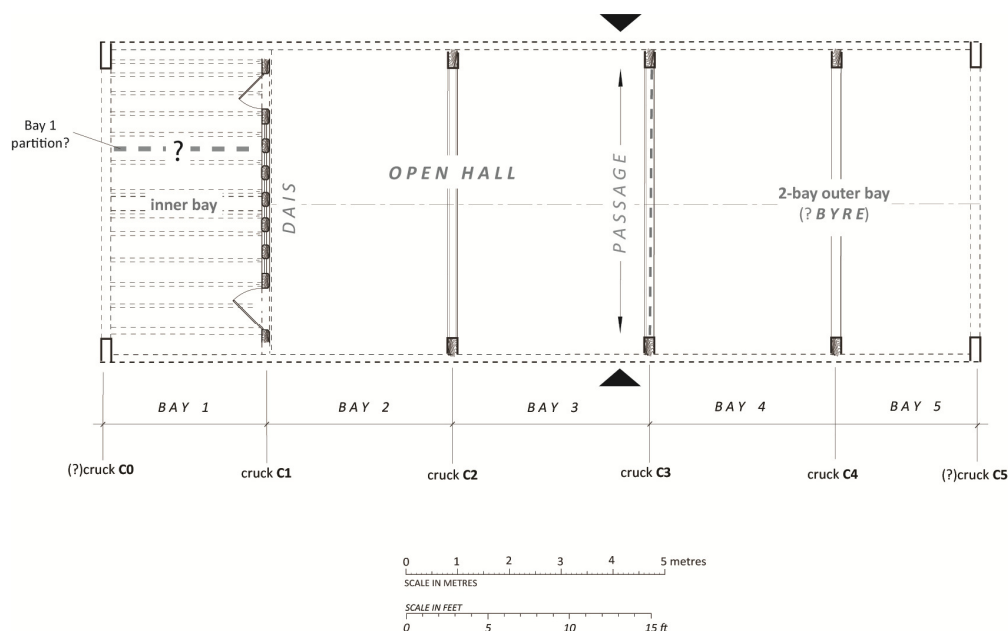 Bay 1
partition?
?
inner bay
DAIS
OPEN HALL
PASSAGE
2-bay outer bay
(? BYRE)
BAY 1
BAY 2
BAY 3
BAY 4
BAY 5
(?)cruck C0
cruck C1
cruck C2
cruck C3
cruck C4
(?)cruck C5
0 1 2 3 4 5 metres
SCALE IN METRES
SCALE IN FEET
0 5 10 15 ft